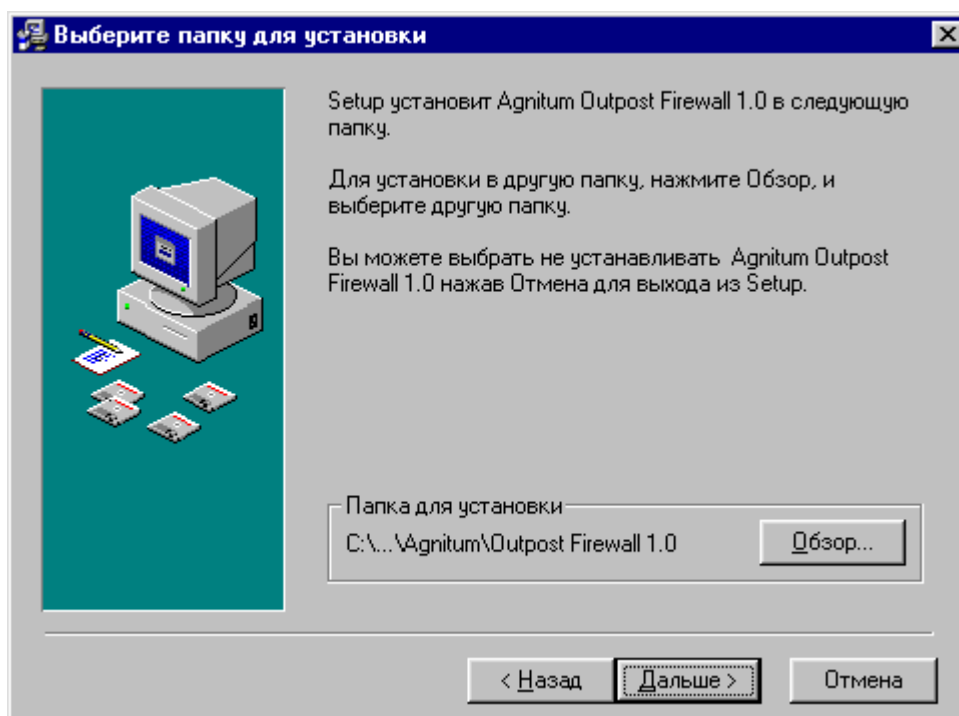 Выберите папку для установки
Setup установит Agnitum Outpost Firewall 1.0 в следующую
папку.
Для установки в другую папку, нажмите Обзор, и
выберите другую папку.
Вы можете выбрать не устанавливать Agnitum Outpost
Firewall 1.0 нажав Отмена для выхода из Setup.
Папка для установки
C:\...\Agnitum\Outpost Firewall 1.0
Обзор...
< Назад
Дальше >
Отмена